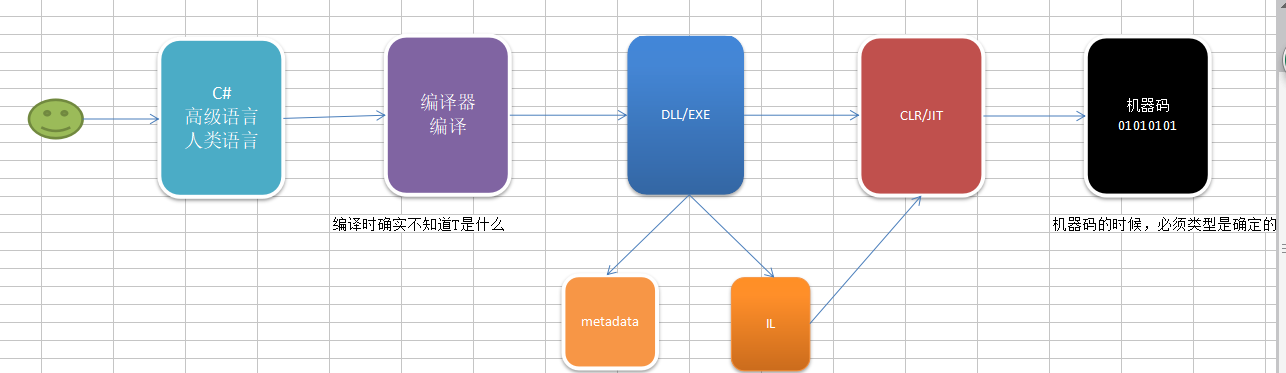 C#
高级语言
人类语言
编译器
编译
DLL/EXE
CLR/JIT
机器码
01010101
编译时确实不知道T是什么
机器码的时候，必须类型是确定的
metadata
IL